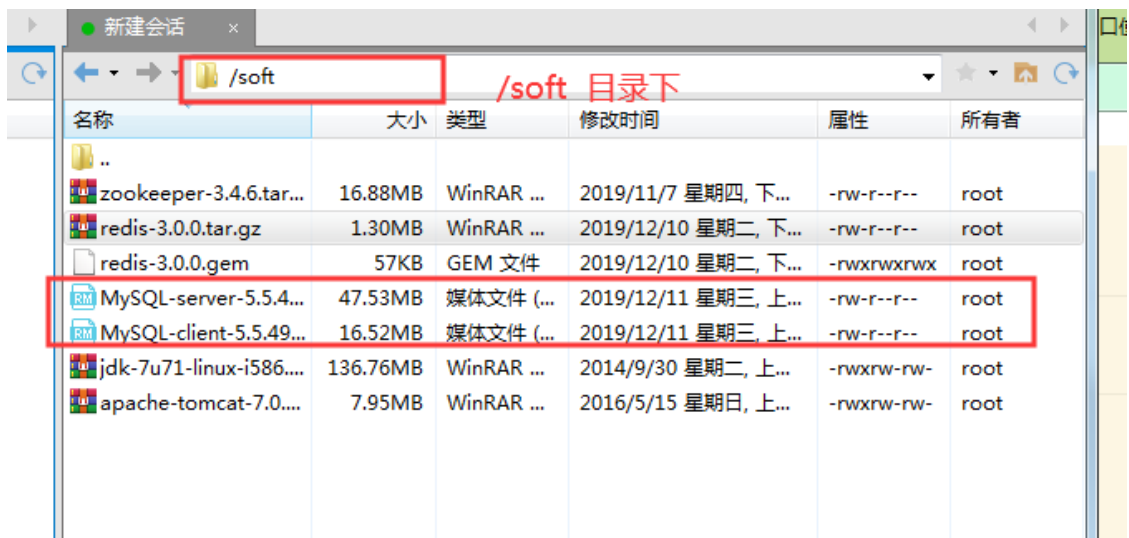 新建会话 ×
/soft
/soft 目录下
名称 大小 类型 修改时间 属性 所有者
..
zookeeper-3.4.6.tar... 16.88MB WinRAR ... 2019/11/7 星期四, 下... -rw-r--r-- root
redis-3.0.0.tar.gz 1.30MB WinRAR ... 2019/12/10 星期二, 下... -rw-r--r-- root
redis-3.0.0.gem 57KB GEM 文件 2019/12/10 星期二, 下... -rwxrwxrwx root
MySQL-server-5.5.4... 47.53MB 媒体文件 (... 2019/12/11 星期三, 上... -rw-r--r-- root
MySQL-client-5.5.49... 16.52MB 媒体文件 (... 2019/12/11 星期三, 上... -rw-r--r-- root
jdk-7u71-linux-i586.... 136.76MB WinRAR ... 2014/9/30 星期二, 上... -rwxrw-rw- root
apache-tomcat-7.0.... 7.95MB WinRAR ... 2016/5/15 星期日, 上... -rwxrw-rw- root